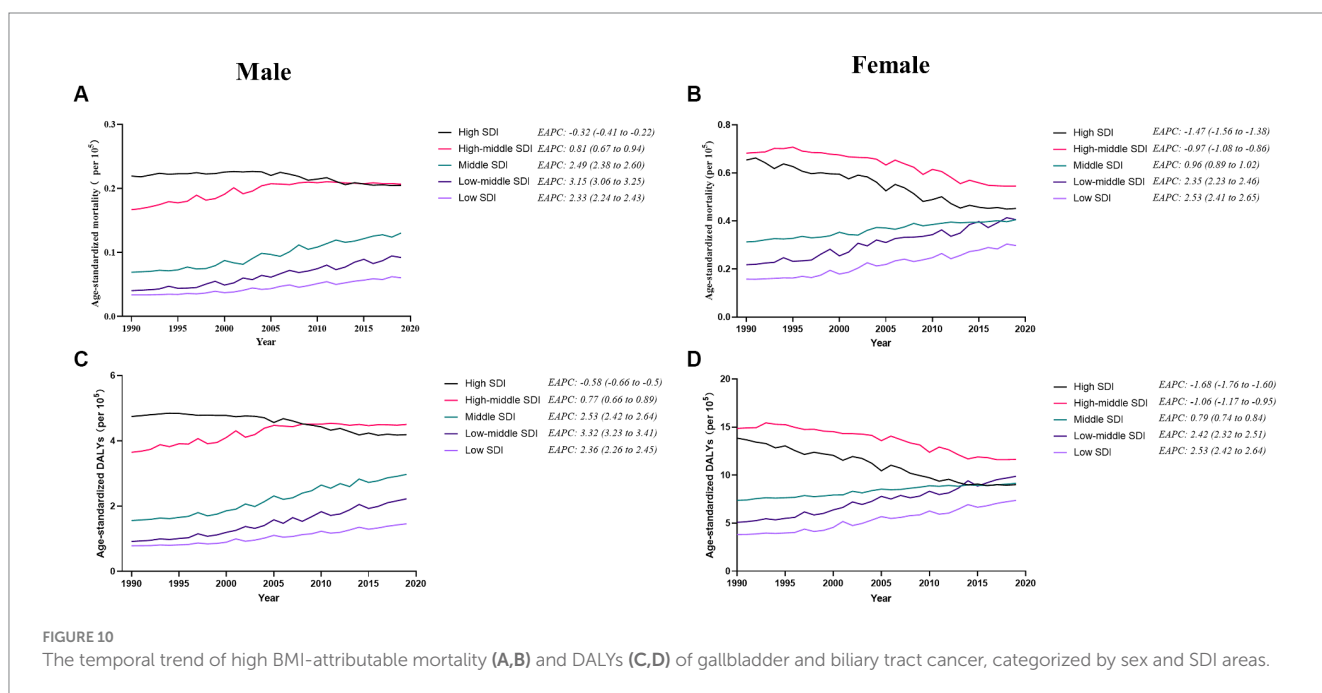 Male
Female
A
Age-standardized mortality ( per 10⁵)
0.3
0.2
0.1
0.0
1990 1995 2000 2005 2010 2015 2020
Year
High SDI EAPC: -0.32 (-0.41 to -0.22)
High-middle SDI EAPC: 0.81 (0.67 to 0.94)
Middle SDI EAPC: 2.49 (2.38 to 2.60)
Low-middle SDI EAPC: 3.15 (3.06 to 3.25)
Low SDI EAPC: 2.33 (2.24 to 2.43)
B
Age-standardized mortality (per 10⁵)
0.8
0.6
0.4
0.2
0.0
1990 1995 2000 2005 2010 2015 2020
Year
High SDI EAPC: -1.47 (-1.56 to -1.38)
High-middle SDI EAPC: -0.97 (-1.08 to -0.86)
Middle SDI EAPC: 0.96 (0.89 to 1.02)
Low-middle SDI EAPC: 2.35 (2.23 to 2.46)
Low SDI EAPC: 2.53 (2.41 to 2.65)
C
Age-standardized DALYs (per 10⁵)
6
4
2
0
1990 1995 2000 2005 2010 2015 2020
Year
High SDI EAPC: -0.58 (-0.66 to -0.5)
High-middle SDI EAPC: 0.77 (0.66 to 0.89)
Middle SDI EAPC: 2.53 (2.42 to 2.64)
Low-middle SDI EAPC: 3.32 (3.23 to 3.41)
Low SDI EAPC: 2.36 (2.26 to 2.45)
D
Age-standardized DALYs (per 10⁵)
20
15
10
5
0
1990 1995 2000 2005 2010 2015 2020
Year
High SDI EAPC: -1.68 (-1.76 to -1.60)
High-middle SDI EAPC: -1.06 (-1.17 to -0.95)
Middle SDI EAPC: 0.79 (0.74 to 0.84)
Low-middle SDI EAPC: 2.42 (2.32 to 2.51)
Low SDI EAPC: 2.53 (2.42 to 2.64)
FIGURE 10
The temporal trend of high BMI-attributable mortality (A,B) and DALYs (C,D) of gallbladder and biliary tract cancer, categorized by sex and SDI areas.